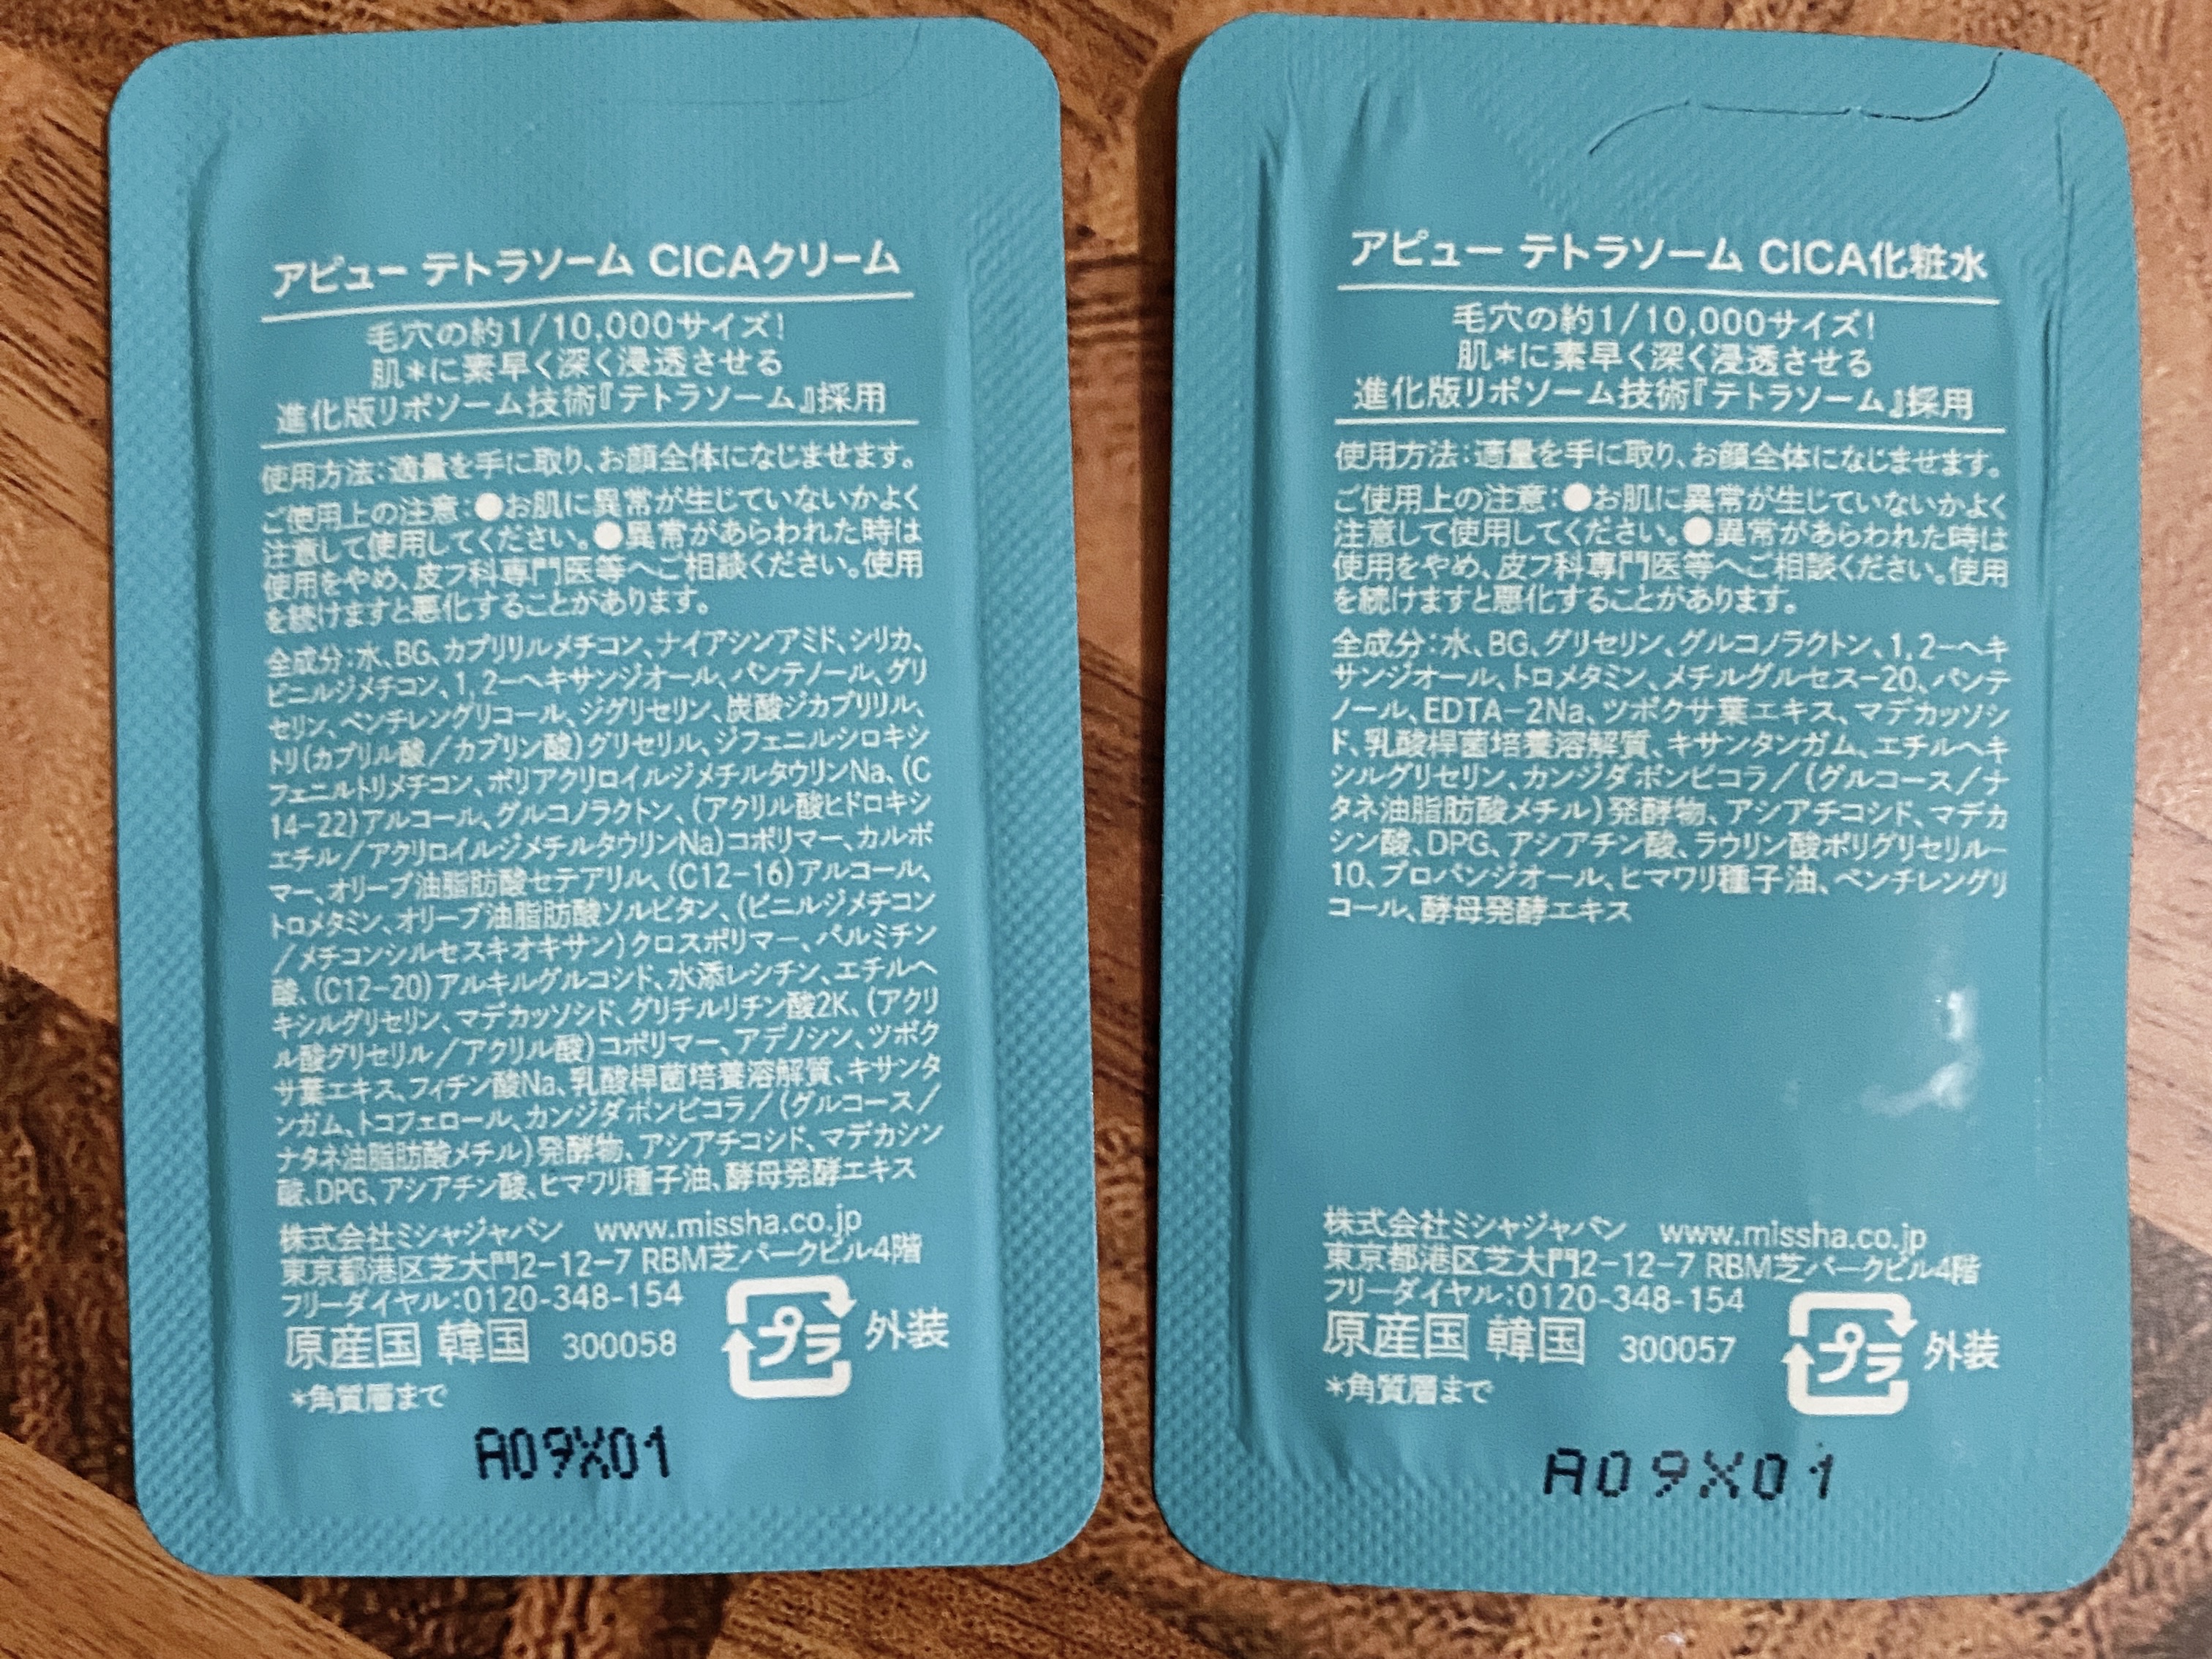 アピュー テトラソーム CICAクリーム
毛穴の約1/10,000サイズ!
肌*に素早く深く浸透させる
進化版リポソーム技術『テトラソーム』採用
使用方法:適量を手に取り、お顔全体になじませます。
ご使用上の注意:●お肌に異常が生じていないかよく
注意して使用してください。●異常があらわれた時は
使用をやめ、皮フ科専門医等へご相談ください。使用
を続けますと悪化することがあります。
全成分:水、BG、カプリリルメチコン、ナイアシンアミド、シリカ、
ビニルジメチコン、1,2-ヘキサンジオール、パンテノール、グリ
セリン、ペンチレングリコール、ジグリセリン、炭酸ジカプリリル、
トリ(カプリル酸/カプリン酸)グリセリル、ジフェニルシロキシ
フェニルトリメチコン、ポリアクリロイルジメチルタウリンNa、(C
14-22)アルコール、グルコノラクトン、(アクリル酸ヒドロキシ
エチル/アクリロイルジメチルタウリンNa)コポリマー、カルボ
マー、オリーブ油脂肪酸セテアリル、(C12-16)アルコール、
トロメタミン、オリーブ油脂肪酸ソルビタン、(ビニルジメチコン
/メチコンシルセスキオキサン)クロスポリマー、パルミチン
酸、(C12-20)アルキルグルコシド、水添レシチン、エチルヘ
キシルグリセリン、マデカッソシド、グリチルリチン酸2K、(アクリ
ル酸グリセリル/アクリル酸)コポリマー、アデノシン、ツボク
サ葉エキス、フィチン酸Na、乳酸桿菌培養溶解質、キサンタ
ンガム、トコフェロール、カンジダボンビコラ/(グルコース/
ナタネ油脂肪酸メチル)発酵物、アシアチコシド、マデカシン
酸、DPG、アシアチン酸、ヒマワリ種子油、酵母発酵エキス
株式会社ミシャジャパン www.missha.co.jp
東京都港区芝大門2-12-7 RBM芝パークビル4階
フリーダイヤル:0120-348-154
原産国 韓国 300058 プラ 外装
*角質層まで
A09X01
アピュー テトラソーム CICA化粧水
毛穴の約1/10,000サイズ!
肌*に素早く深く浸透させる
進化版リポソーム技術『テトラソーム』採用
使用方法:適量を手に取り、お顔全体になじませます。
ご使用上の注意:●お肌に異常が生じていないかよく
注意して使用してください。●異常があらわれた時は
使用をやめ、皮フ科専門医等へご相談ください。使用
を続けますと悪化することがあります。
全成分:水、BG、グリセリン、グルコノラクトン、1,2-ヘキ
サンジオール、トロメタミン、メチルグルセス-20、パンテ
ノール、EDTA-2Na、ツボクサ葉エキス、マデカッソシ
ド、乳酸桿菌培養溶解質、キサンタンガム、エチルヘキ
シルグリセリン、カンジダボンビコラ/(グルコース/ナ
タネ油脂肪酸メチル)発酵物、アシアチコシド、マデカ
シン酸、DPG、アシアチン酸、ラウリン酸ポリグリセリル-
10、プロパンジオール、ヒマワリ種子油、ペンチレングリ
コール、酵母発酵エキス
株式会社ミシャジャパン www.missha.co.jp
東京都港区芝大門2-12-7 RBM芝パークビル4階
フリーダイヤル:0120-348-154
原産国 韓国 300057 プラ 外装
*角質層まで
A09X01